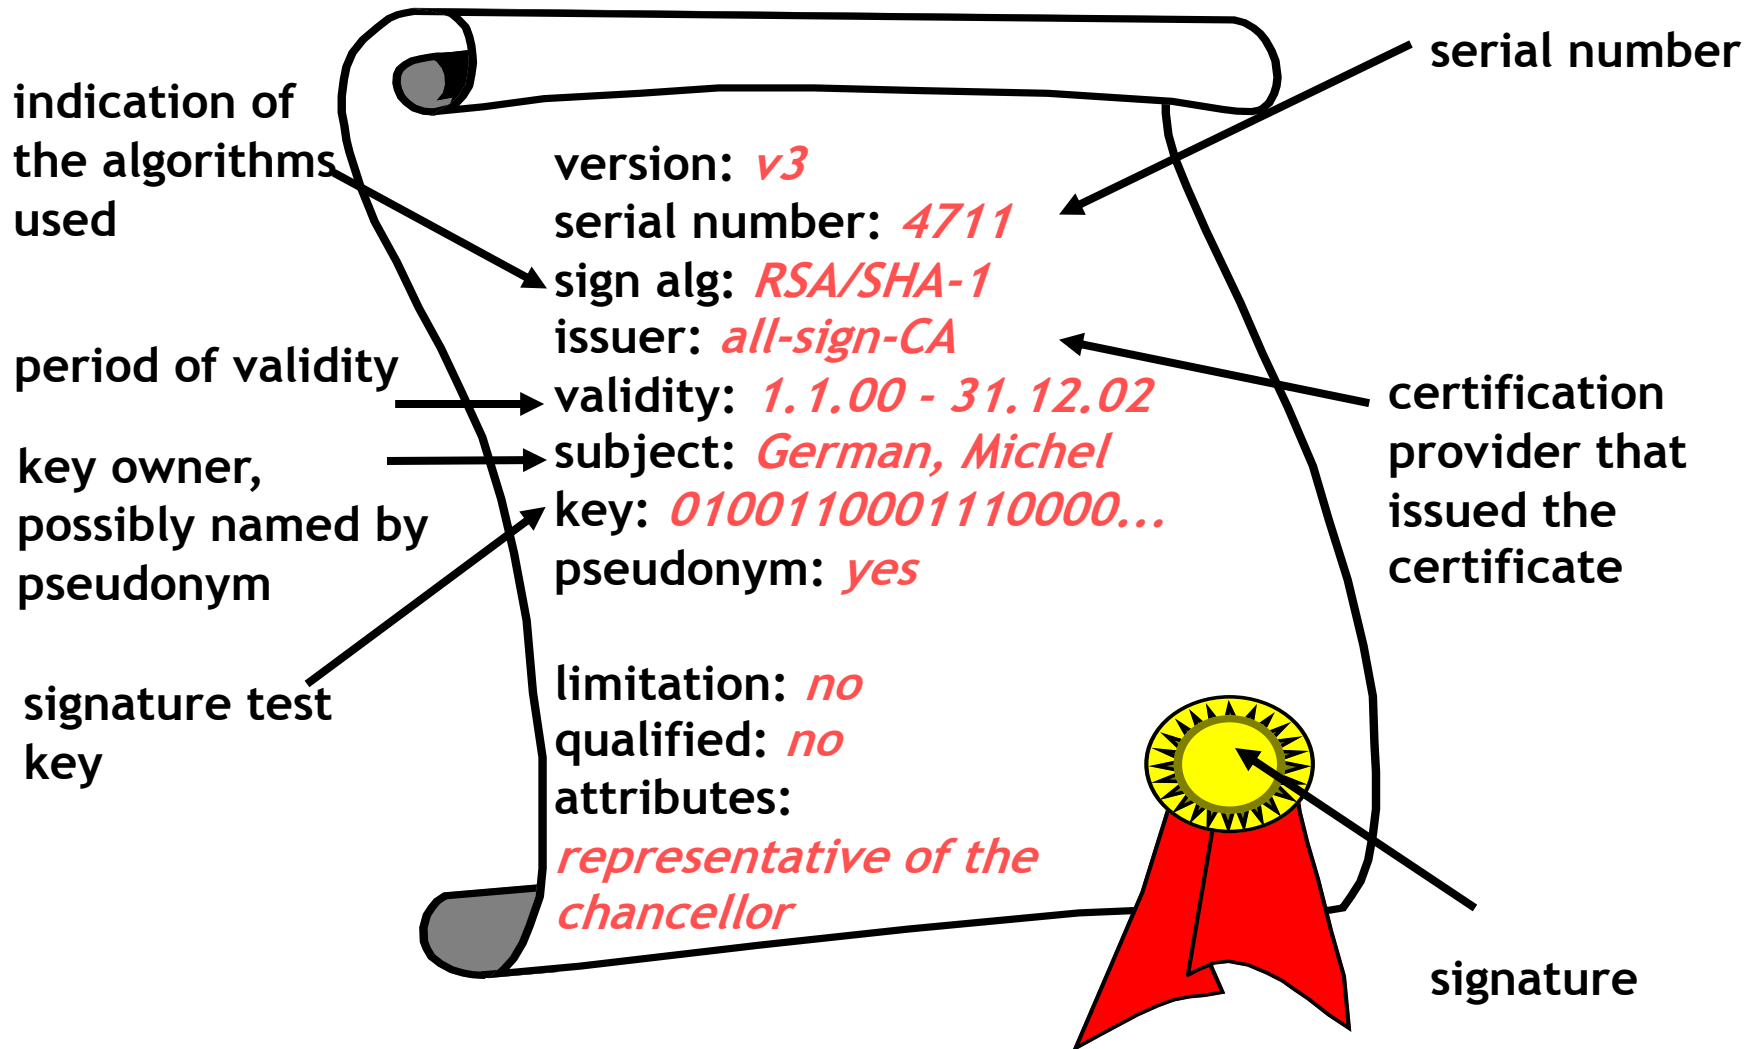 indication of
the algorithms
used
period of validity
key owner,
possibly named by
pseudonym
signature test
key
version: v3
serial number: 4711
sign alg: RSA/SHA-1
issuer: all-sign-CA
validity: 1.1.00 - 31.12.02
subject: German, Michel
key: 0100110001110000...
pseudonym: yes
limitation: no
qualified: no
attributes:
representative of the
chancellor
serial number
certification
provider that
issued the
certificate
signature